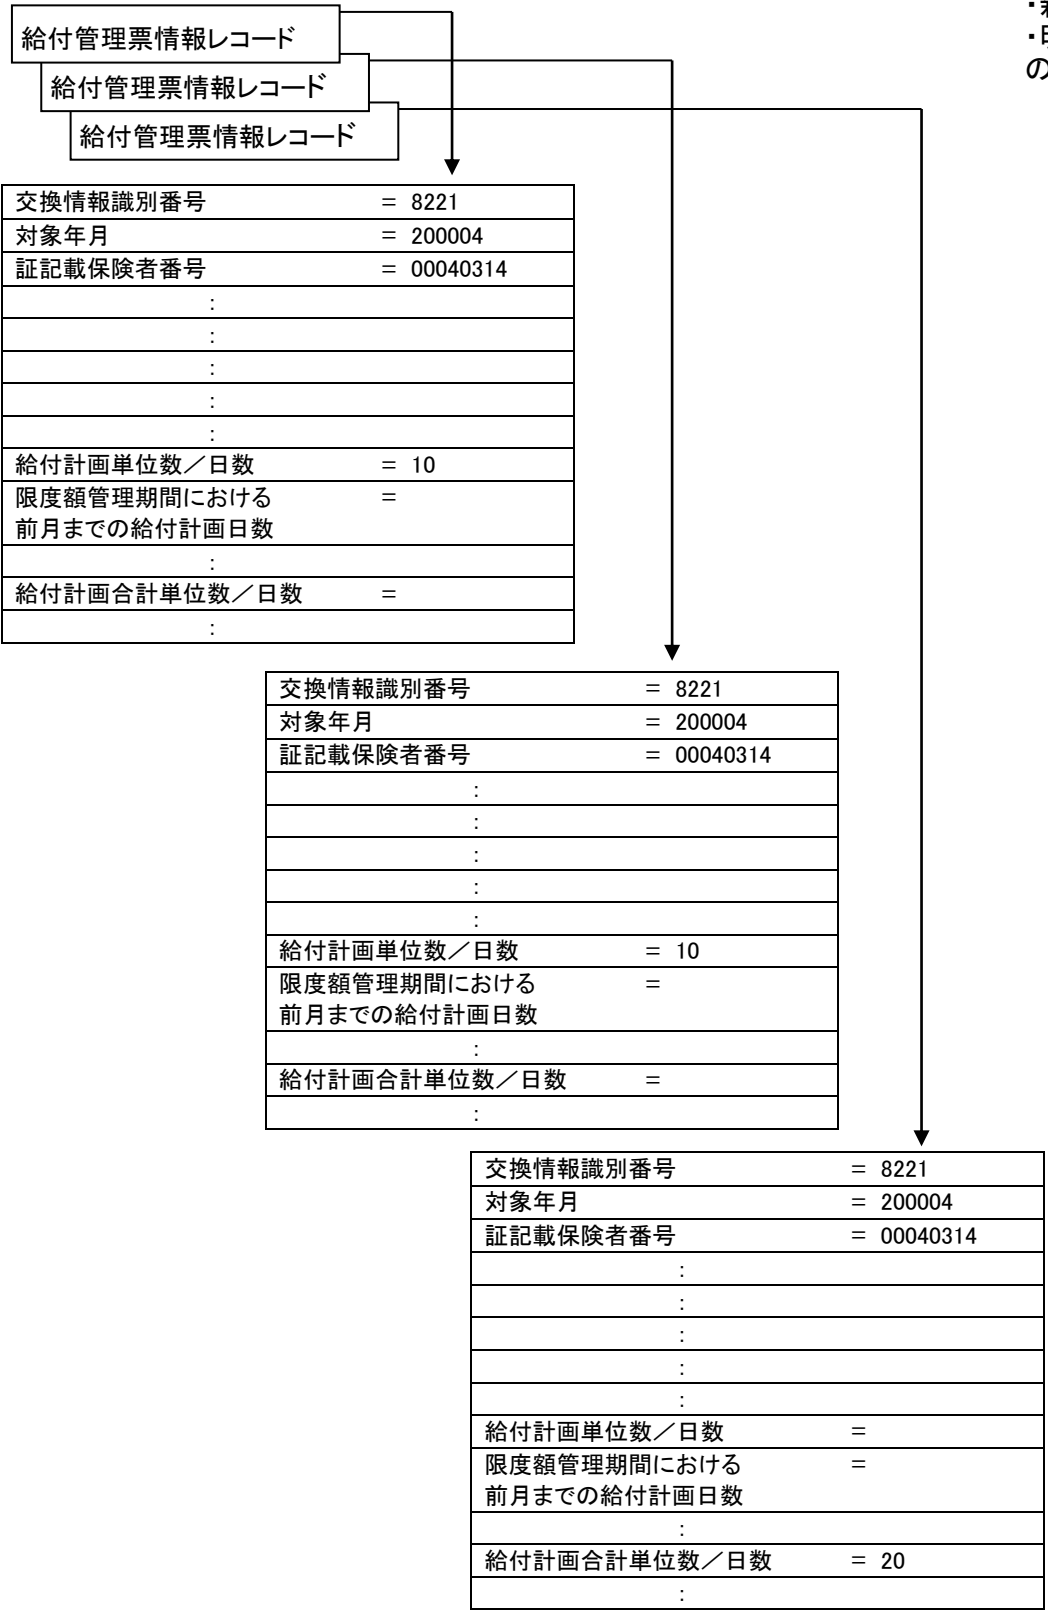 給付管理票情報レコード
給付管理票情報レコード
給付管理票情報レコード
の
交換情報識別番号 = 8221
対象年月 = 200004
証記載保険者番号 = 00040314
:
:
:
:
:
給付計画単位数／日数 = 10
限度額管理期間における =
前月までの給付計画日数
:
給付計画合計単位数／日数 =
:
交換情報識別番号 = 8221
対象年月 = 200004
証記載保険者番号 = 00040314
:
:
:
:
:
給付計画単位数／日数 = 10
限度額管理期間における =
前月までの給付計画日数
:
給付計画合計単位数／日数 =
:
交換情報識別番号 = 8221
対象年月 = 200004
証記載保険者番号 = 00040314
:
:
:
:
:
給付計画単位数／日数 =
限度額管理期間における =
前月までの給付計画日数
:
給付計画合計単位数／日数 = 20
: